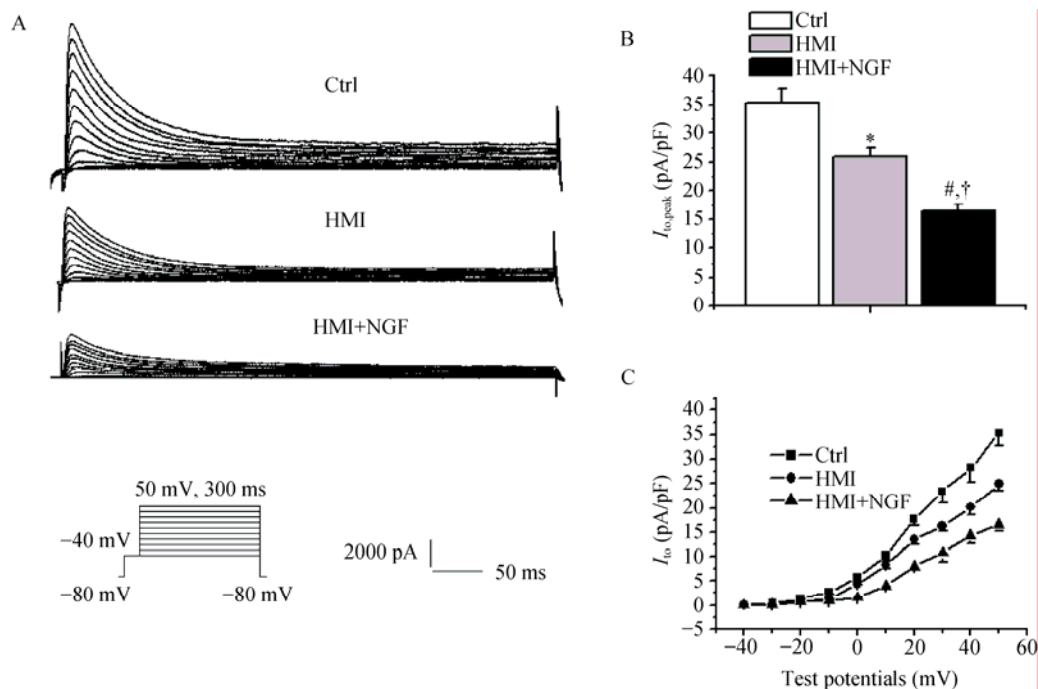 A
Ctrl
HMI
HMI+NGF
50 mV, 300 ms
−40 mV
−80 mV
−80 mV
2000 pA
50 ms
B
Ctrl
HMI
HMI+NGF
I to,peak (pA/pF)
40
35
30
25
20
15
10
5
0
*
#,†
C
I to (pA/pF)
40
35
30
25
20
15
10
5
0
−5
Ctrl
HMI
HMI+NGF
−40 −20 0 20 40 60
Test potentials (mV)